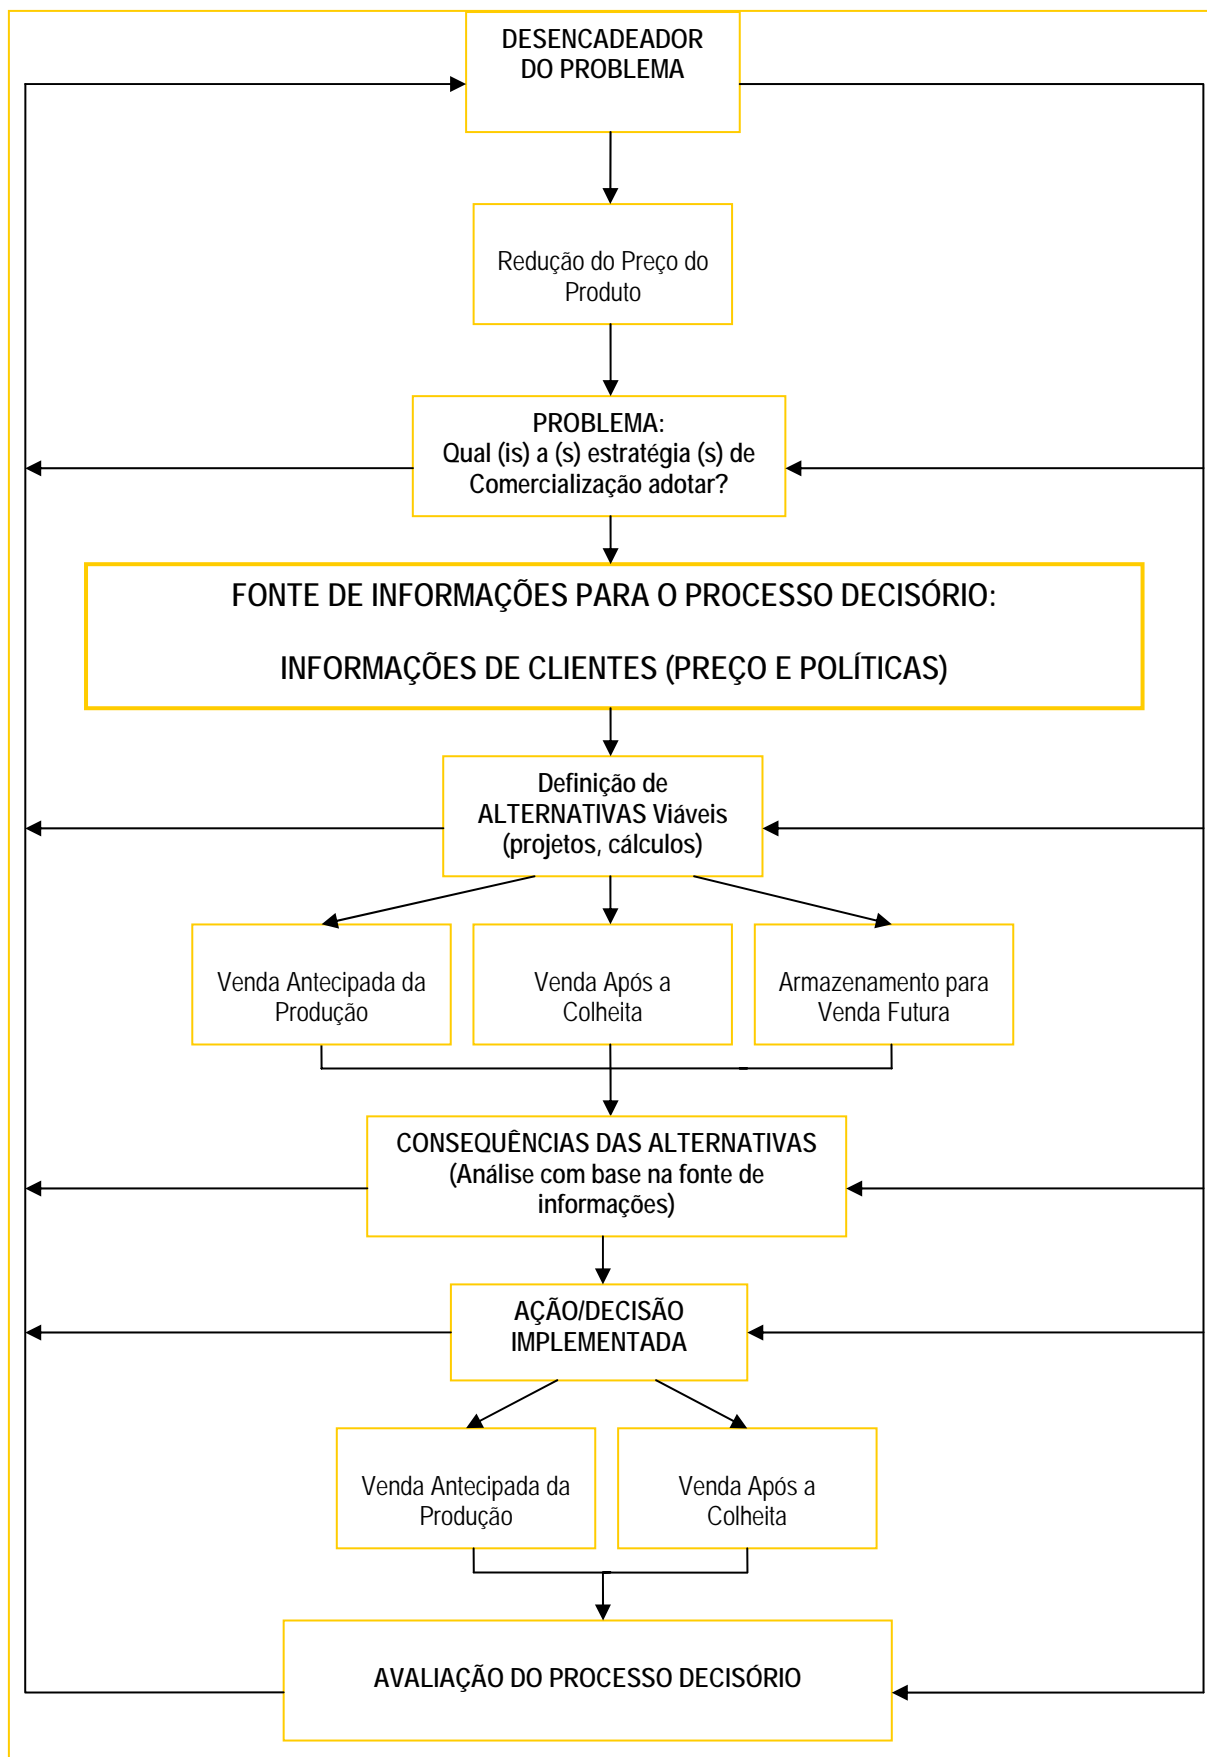 DESENCADEADOR
DO PROBLEMA
Redução do Preço do
Produto
PROBLEMA:
Qual (is) a (s) estratégia (s) de
Comercialização adotar?
FONTE DE INFORMAÇÕES PARA O PROCESSO DECISÓRIO:
INFORMAÇÕES DE CLIENTES (PREÇO E POLÍTICAS)
Definição de
ALTERNATIVAS Viáveis
(projetos, cálculos)
Venda Antecipada da
Produção
Venda Após a
Colheita
Armazenamento para
Venda Futura
CONSEQUÊNCIAS DAS ALTERNATIVAS
(Análise com base na fonte de
informações)
AÇÃO/DECISÃO
IMPLEMENTADA
Venda Antecipada da
Produção
Venda Após a
Colheita
AVALIAÇÃO DO PROCESSO DECISÓRIO